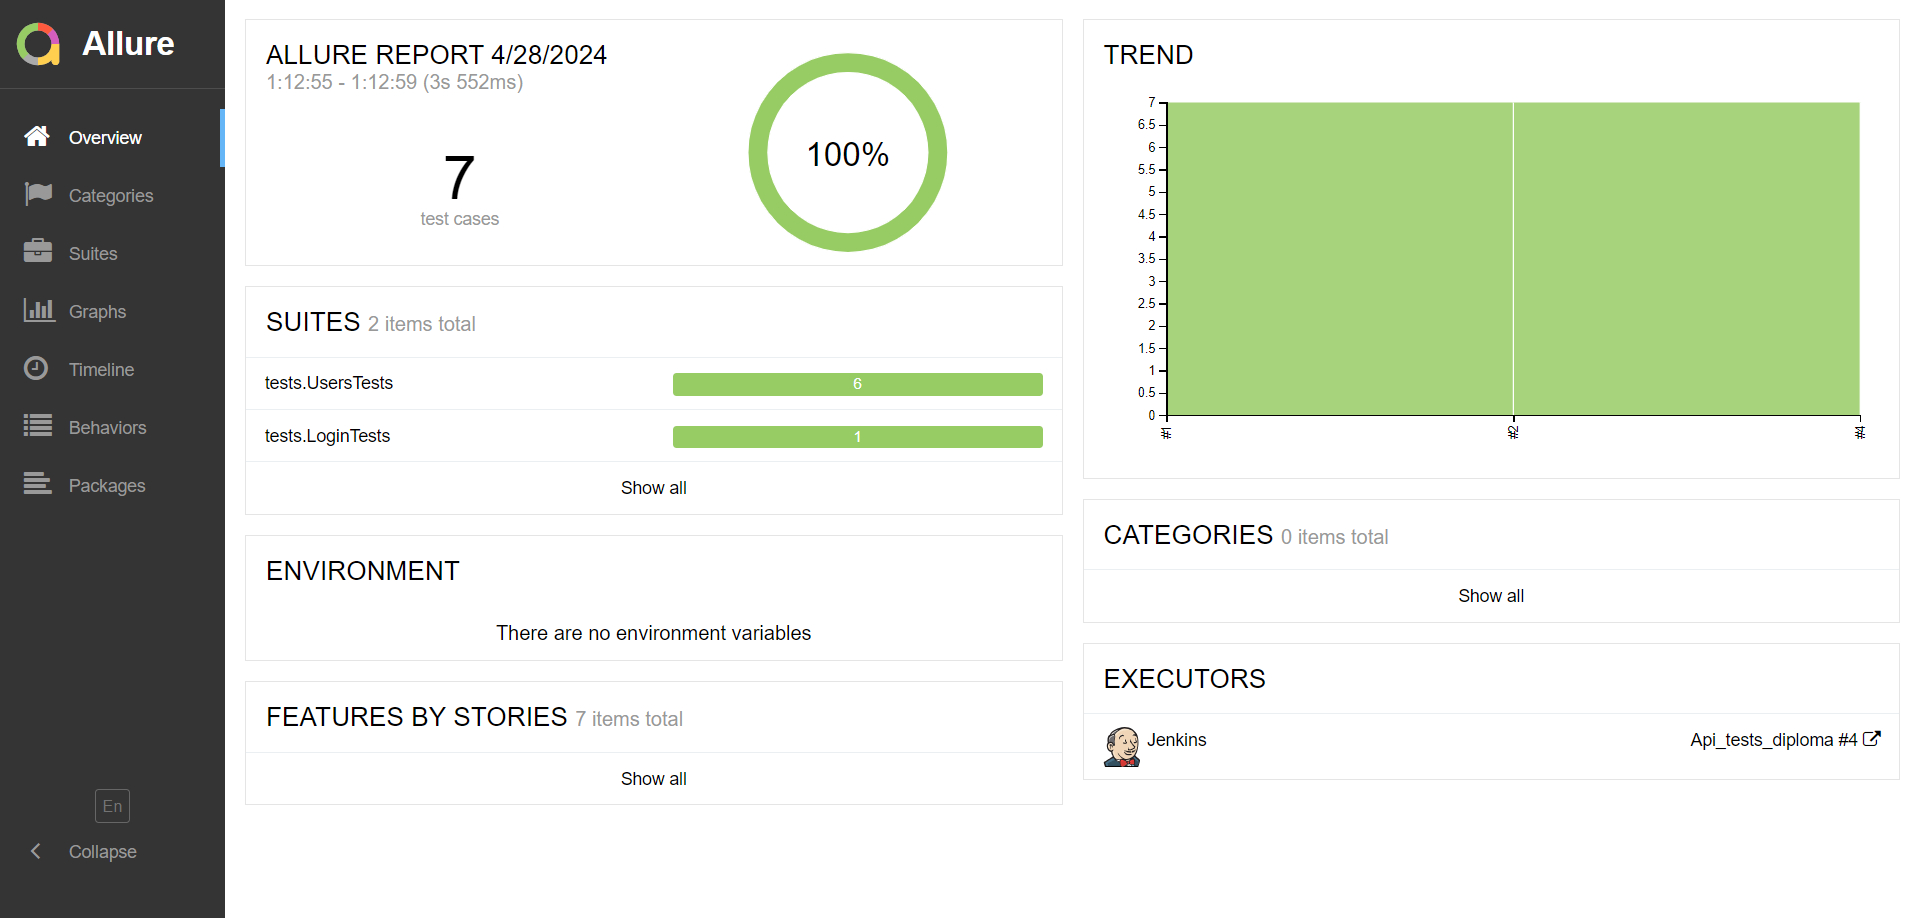 Allure
Overview
Categories
Suites
Graphs
Timeline
Behaviors
Packages
En
Collapse
ALLURE REPORT 4/28/2024
1:12:55 - 1:12:59 (3s 552ms)
7
test cases
100%
SUITES 2 items total
tests.UsersTests 6
tests.LoginTests 1
Show all
ENVIRONMENT
There are no environment variables
FEATURES BY STORIES 7 items total
Show all
TREND
7
6.5
6
5.5
5
4.5
4
3.5
3
2.5
2
1.5
1
0.5
0
#1 #2 #4
CATEGORIES 0 items total
Show all
EXECUTORS
Jenkins Api_tests_diploma #4